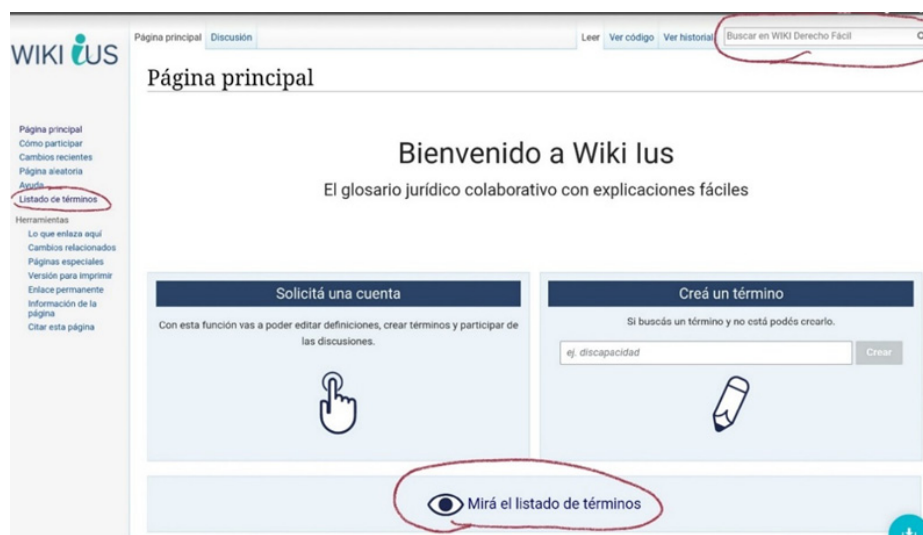 WIKI iUS
Página principal Discusión Leer Ver código Ver historial Buscar en WIKI Derecho Fácil
Página principal
Página principal
Cómo participar
Cambios recientes
Página aleatoria
Ayuda
Listado de términos
Herramientas
Lo que enlaza aquí
Cambios relacionados
Páginas especiales
Versión para imprimir
Enlace permanente
Información de la
página
Citar esta página
Bienvenido a Wiki Ius
El glosario jurídico colaborativo con explicaciones fáciles
Solicitá una cuenta
Con esta función vas a poder editar definiciones, crear términos y participar de
las discusiones.
Creá un término
Si buscás un término y no está podés crearlo.
ej. discapacidad Crear
Mirá el listado de términos